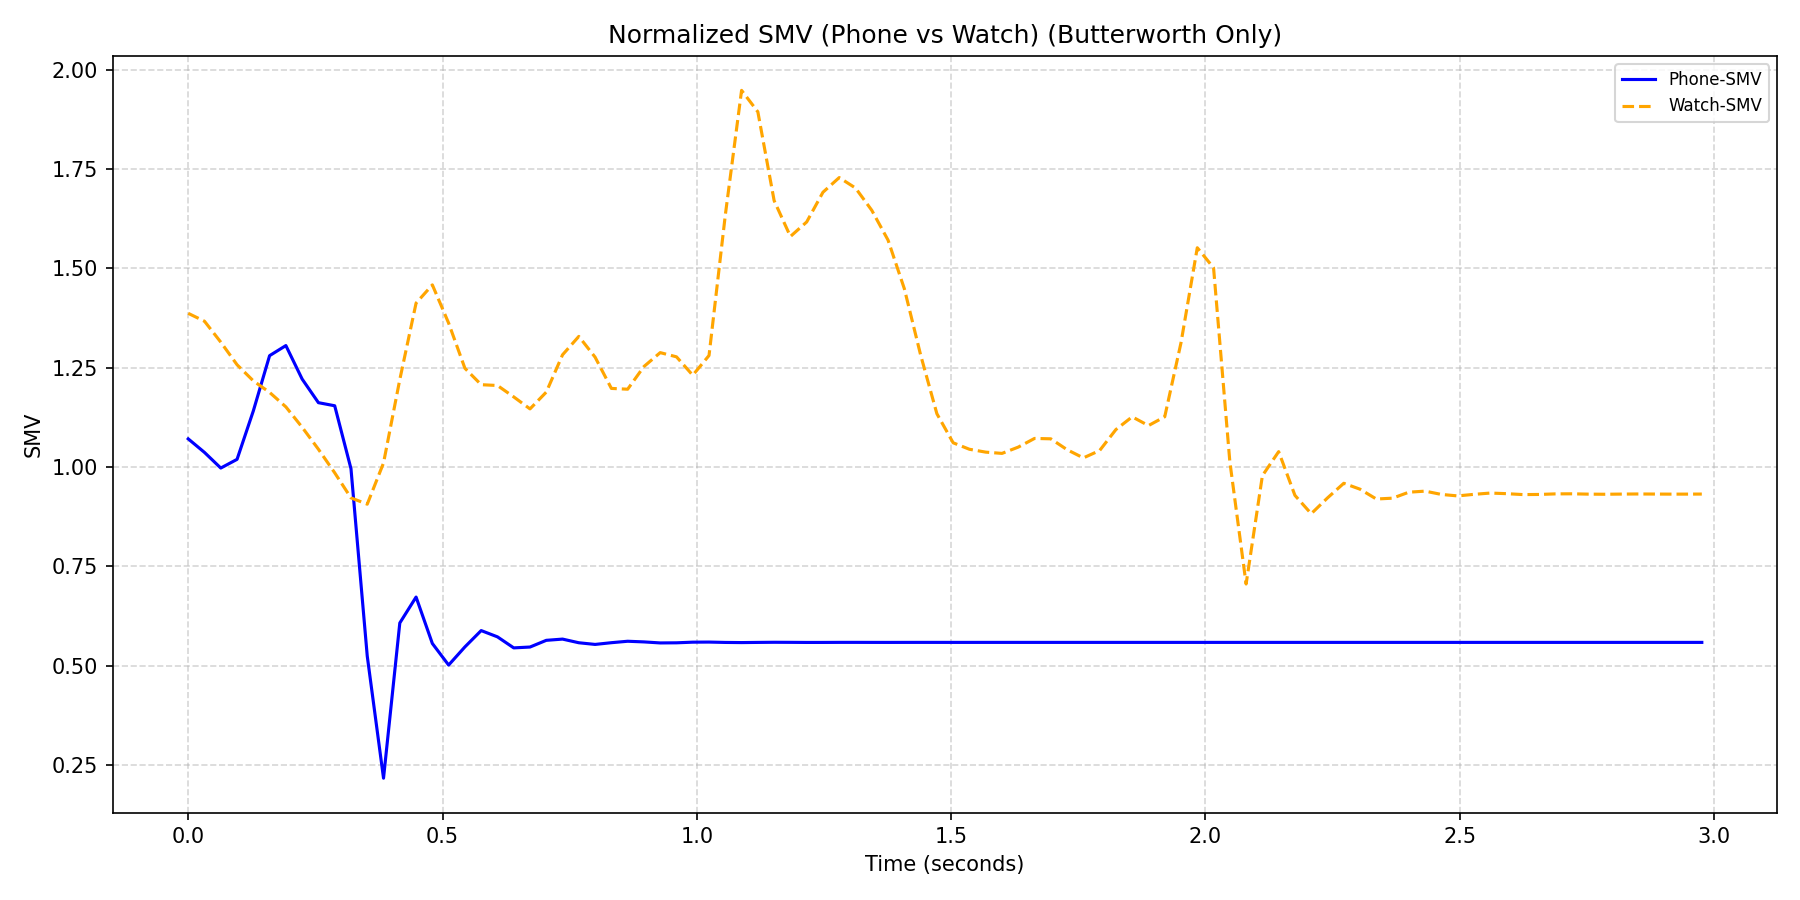 Normalized SMV (Phone vs Watch) (Butterworth Only)
Phone-SMV
Watch-SMV
2.00
1.75
1.50
1.25
1.00
0.75
0.50
0.25
SMV
0.0 0.5 1.0 1.5 2.0 2.5 3.0
Time (seconds)